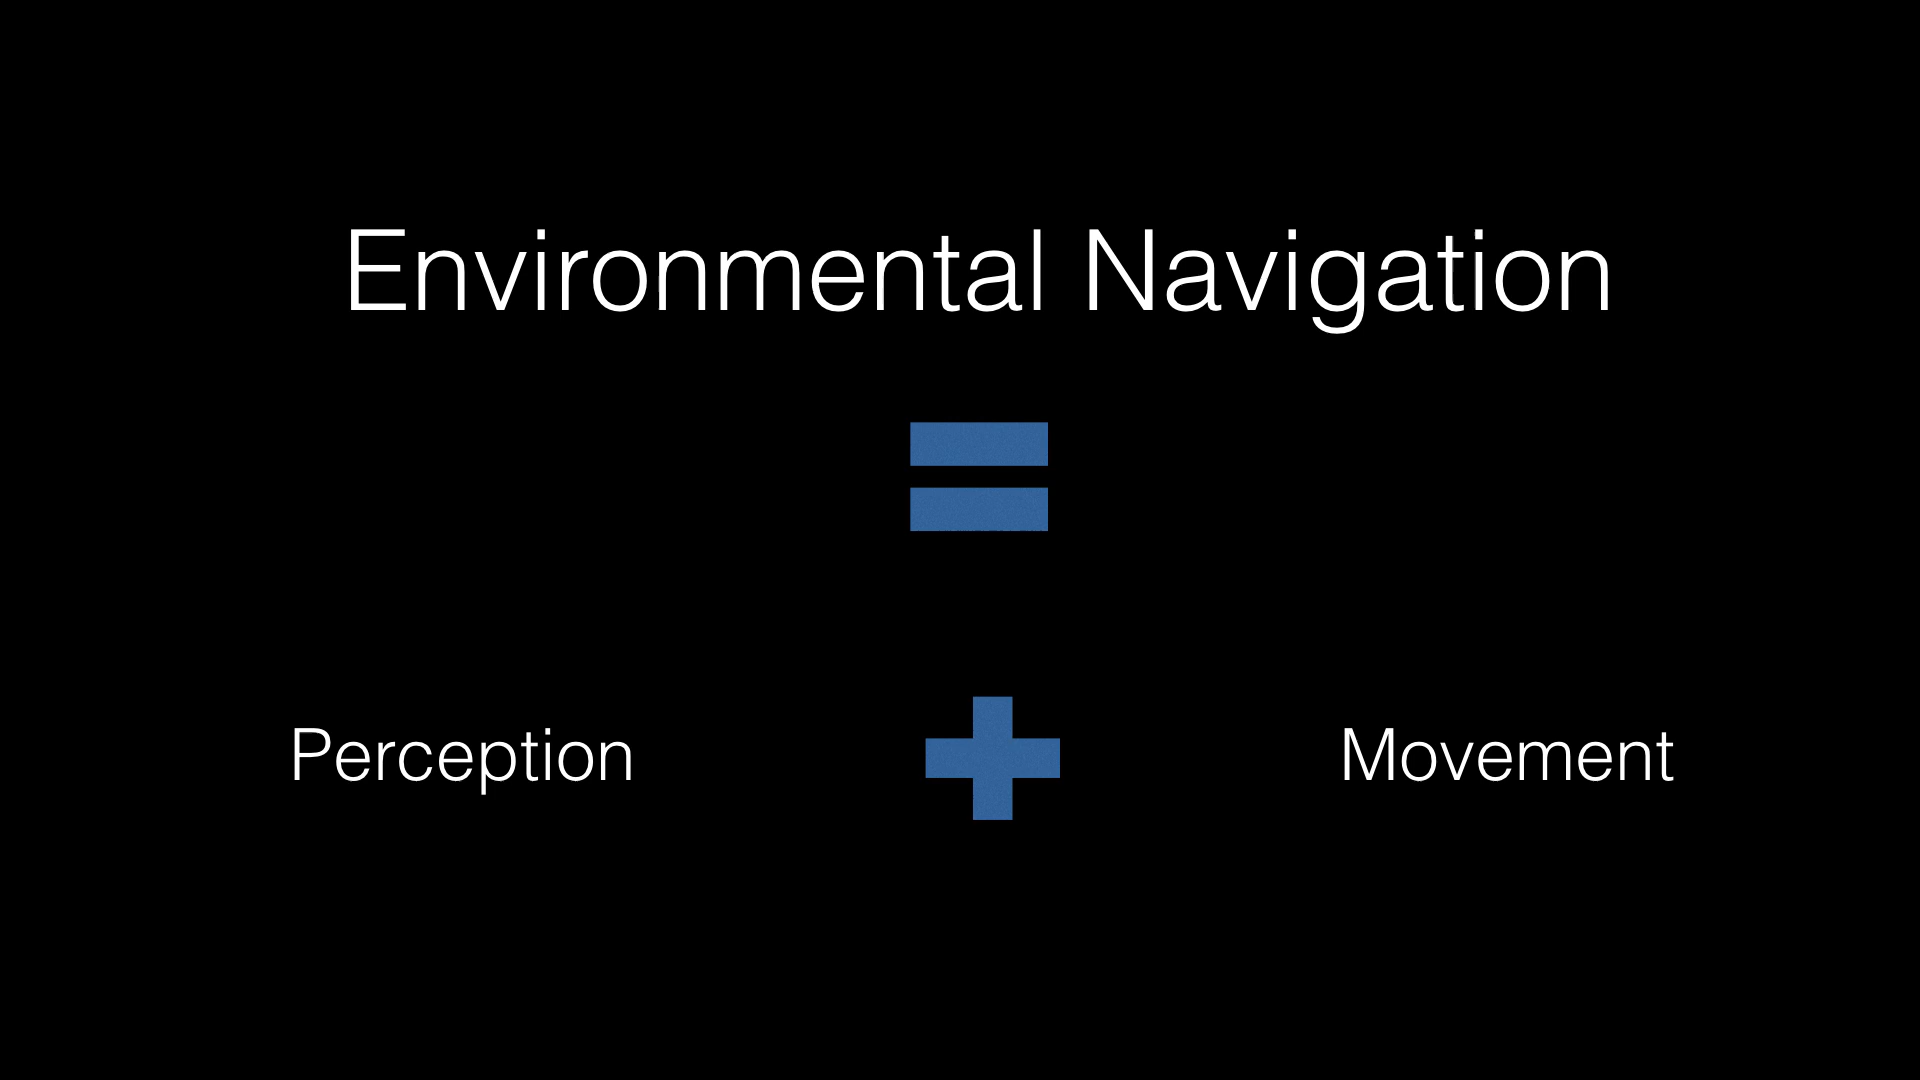 Environmental Navigation
=
Perception + Movement